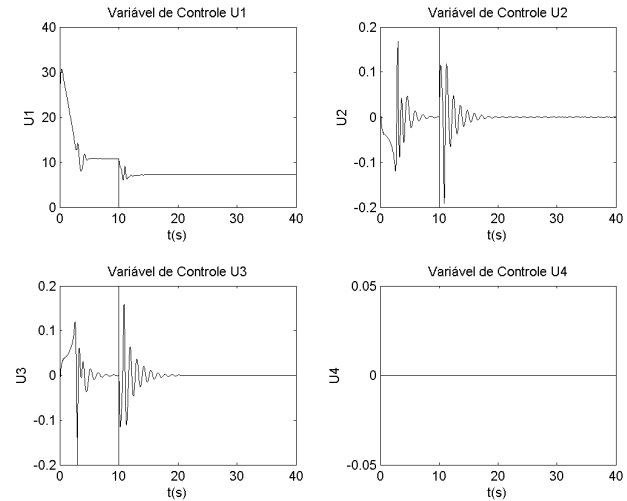 Variável de Controle U1
40
30
20
10
0
U1
0 10 20 30 40
t(s)
Variável de Controle U2
0.2
0.1
0
-0.1
-0.2
U2
0 10 20 30 40
t(s)
Variável de Controle U3
0.2
0.1
0
-0.1
-0.2
U3
0 10 20 30 40
t(s)
Variável de Controle U4
0.05
0
-0.05
U4
0 10 20 30 40
t(s)